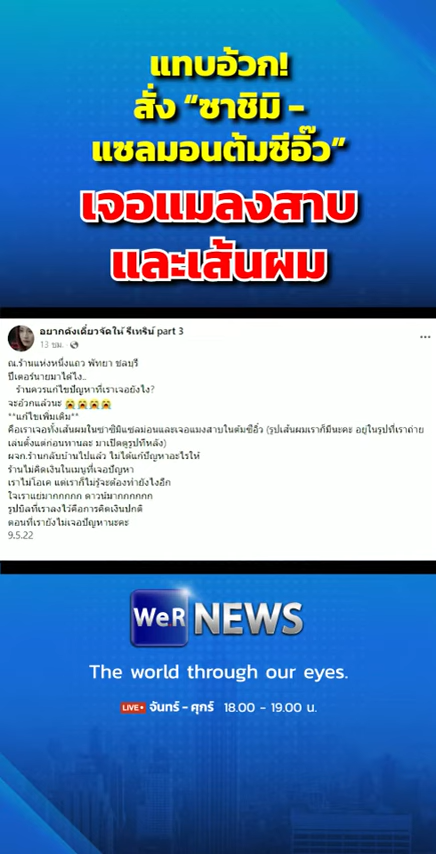 แทบอ้วก!
สั่ง “ซาชิมิ -
แซลมอนต้มซีอิ๊ว”
เจอแมลงสาบ
และเส้นผม
อยากดังเดี๋ยวจัดให้ รีเทริน์ part 3
13 ชม. ·
ณ.ร้านแห่งหนึ่งแถว พัทยา ชลบุรี
ปีเตอร์นายมาได้ไง..
ร้านควรแก้ไขปัญหาที่เราเจอยังไง?
จะอ้วกแล้วนะ 😭😭😭😭
**แก้ไขเพิ่มเติม**
คือเราเจอทั้งเส้นผมในซาซิมิแซลม่อนและเจอแมงสาบในต้มซีอิ๋ว (รูปเส้นผมเราก็มีนะคะ อยู่ในรูปที่เราถ่าย
เล่นตั้งแต่ก่อนทานละ มาเปิดดูรูปทีหลัง)
ผจก.ร้านกลับบ้านไปแล้ว ไม่ได้แก้ปัญหาอะไรให้
ร้านไม่คิดเงินในเมนูที่เจอปัญหา
เราไม่โอเค แต่เราก็ไม่รู้จะต้องทำยังไงอีก
ใจเราแย่มากกกกก ดาวน์มากกกกกก
รูปบิลที่เราลงไว้คือการคิดเงินปกติ
ตอนที่เรายังไม่เจอปัญหานะคะ
9.5.22
We.R NEWS
The world through our eyes.
LIVE จันทร์ - ศุกร์ 18.00 - 19.00 น.